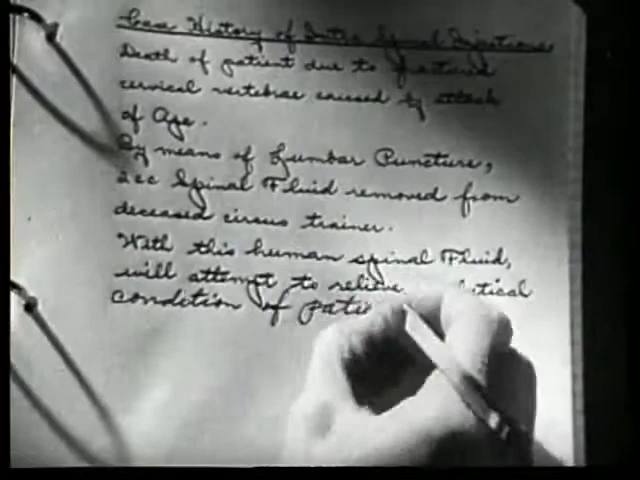 Case History of Intra Spinal Injections
Death of patient due to fractured
cervical vertebrae caused by attack
of Ape.
By means of Lumbar Puncture,
2cc Spinal Fluid removed from
deceased circus trainer.
With this human spinal Fluid,
will attempt to relieve
condition of patie